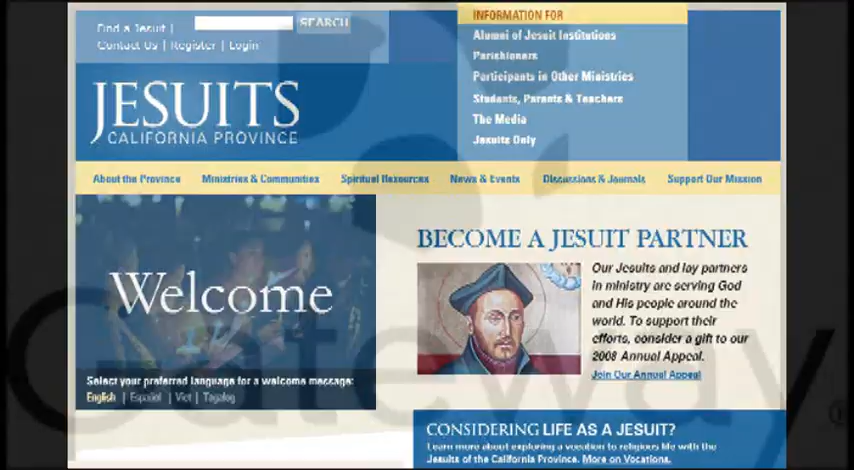 Find a Jesuit |
SEARCH
Contact Us | Register | Login
INFORMATION FOR
Alumni of Jesuit Institutions
Parishioners
Participants in Other Ministries
Students, Parents & Teachers
The Media
Jesuits Only
JESUITS
CALIFORNIA PROVINCE
About the Province Ministries & Communities Spiritual Resources News & Events Discussions & Journals Support Our Mission
Welcome
Select your preferred language for a welcome message:
English | Español | Viet | Tagalog
BECOME A JESUIT PARTNER
Our Jesuits and lay partners
in ministry are serving God
and His people around the
world. To support their
efforts, consider a gift to our
2008 Annual Appeal.
Join Our Annual Appeal
CONSIDERING LIFE AS A JESUIT?
Learn more about exploring a vocation to religious life with the
Jesuits of the California Province. More on Vocations.
Gateway®